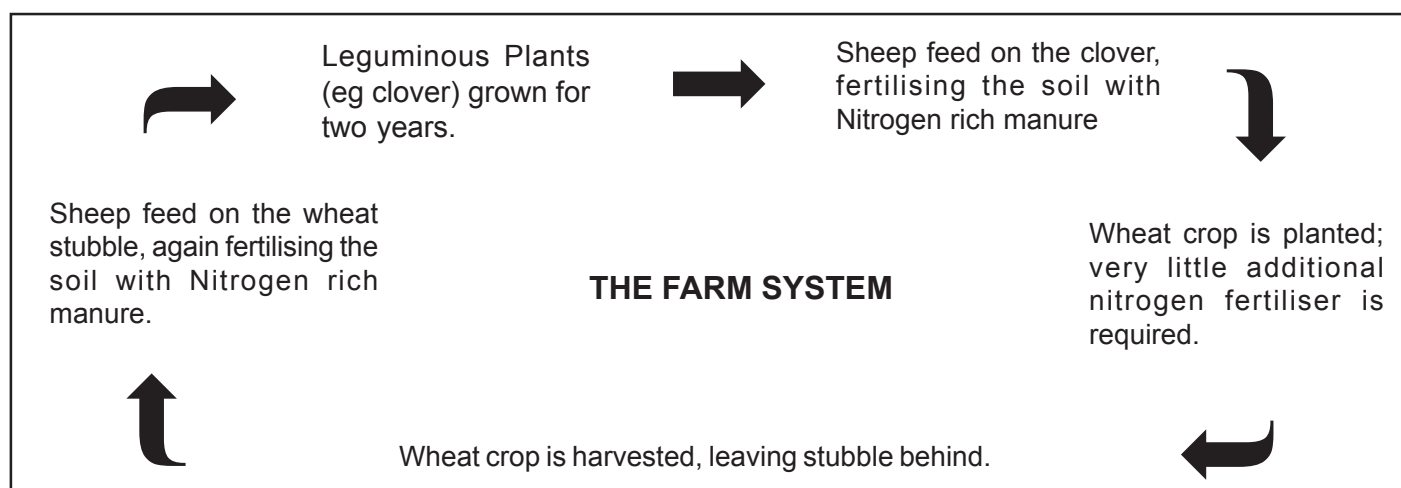 Leguminous Plants
(eg clover) grown for
two years.
Sheep feed on the clover,
fertilising the soil with
Nitrogen rich manure
Wheat crop is planted;
very little additional
nitrogen fertiliser is
required.
Wheat crop is harvested, leaving stubble behind.
Sheep feed on the wheat
stubble, again fertilising the
soil with Nitrogen rich
manure.
THE FARM SYSTEM